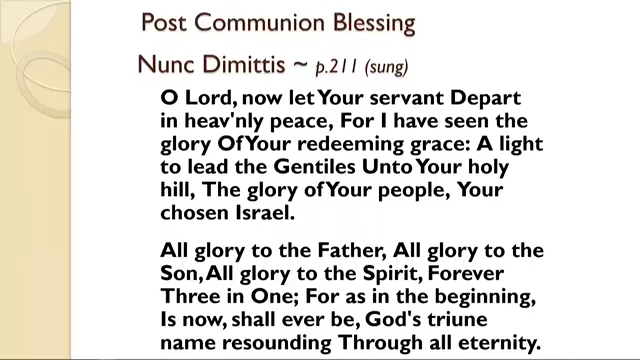 Post Communion Blessing
Nunc Dimittis ~ p.211 (sung)
O Lord, now let Your servant Depart
in heav'nly peace, For I have seen the
glory Of Your redeeming grace: A light
to lead the Gentiles Unto Your holy
hill, The glory of Your people, Your
chosen Israel.
All glory to the Father, All glory to the
Son, All glory to the Spirit, Forever
Three in One; For as in the beginning,
Is now, shall ever be, God's triune
name resounding Through all eternity.